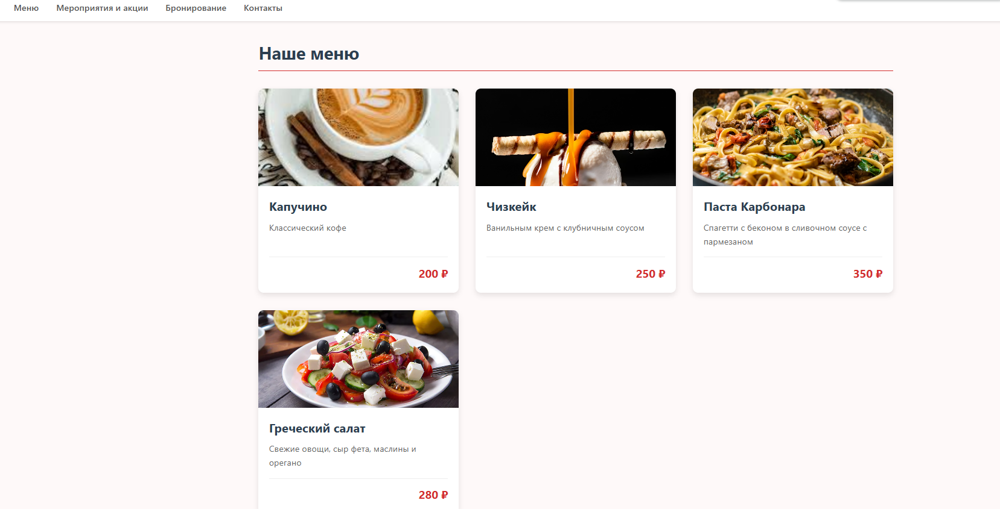 Меню Мероприятия и акции Бронирование Контакты
Наше меню
Капучино
Классический кофе
200 ₽
Чизкейк
Ванильным крем с клубничным соусом
250 ₽
Паста Карбонара
Спагетти с беконом в сливочном соусе с
пармезаном
350 ₽
Греческий салат
Свежие овощи, сыр фета, маслины и
орегано
280 ₽